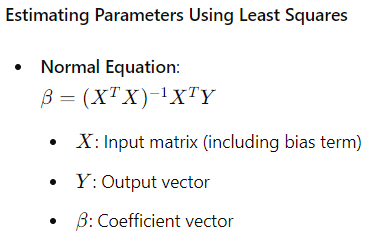 Estimating Parameters Using Least Squares
• Normal Equation:
β = (XᵀX)⁻¹XᵀY
• X: Input matrix (including bias term)
• Y: Output vector
• β: Coefficient vector